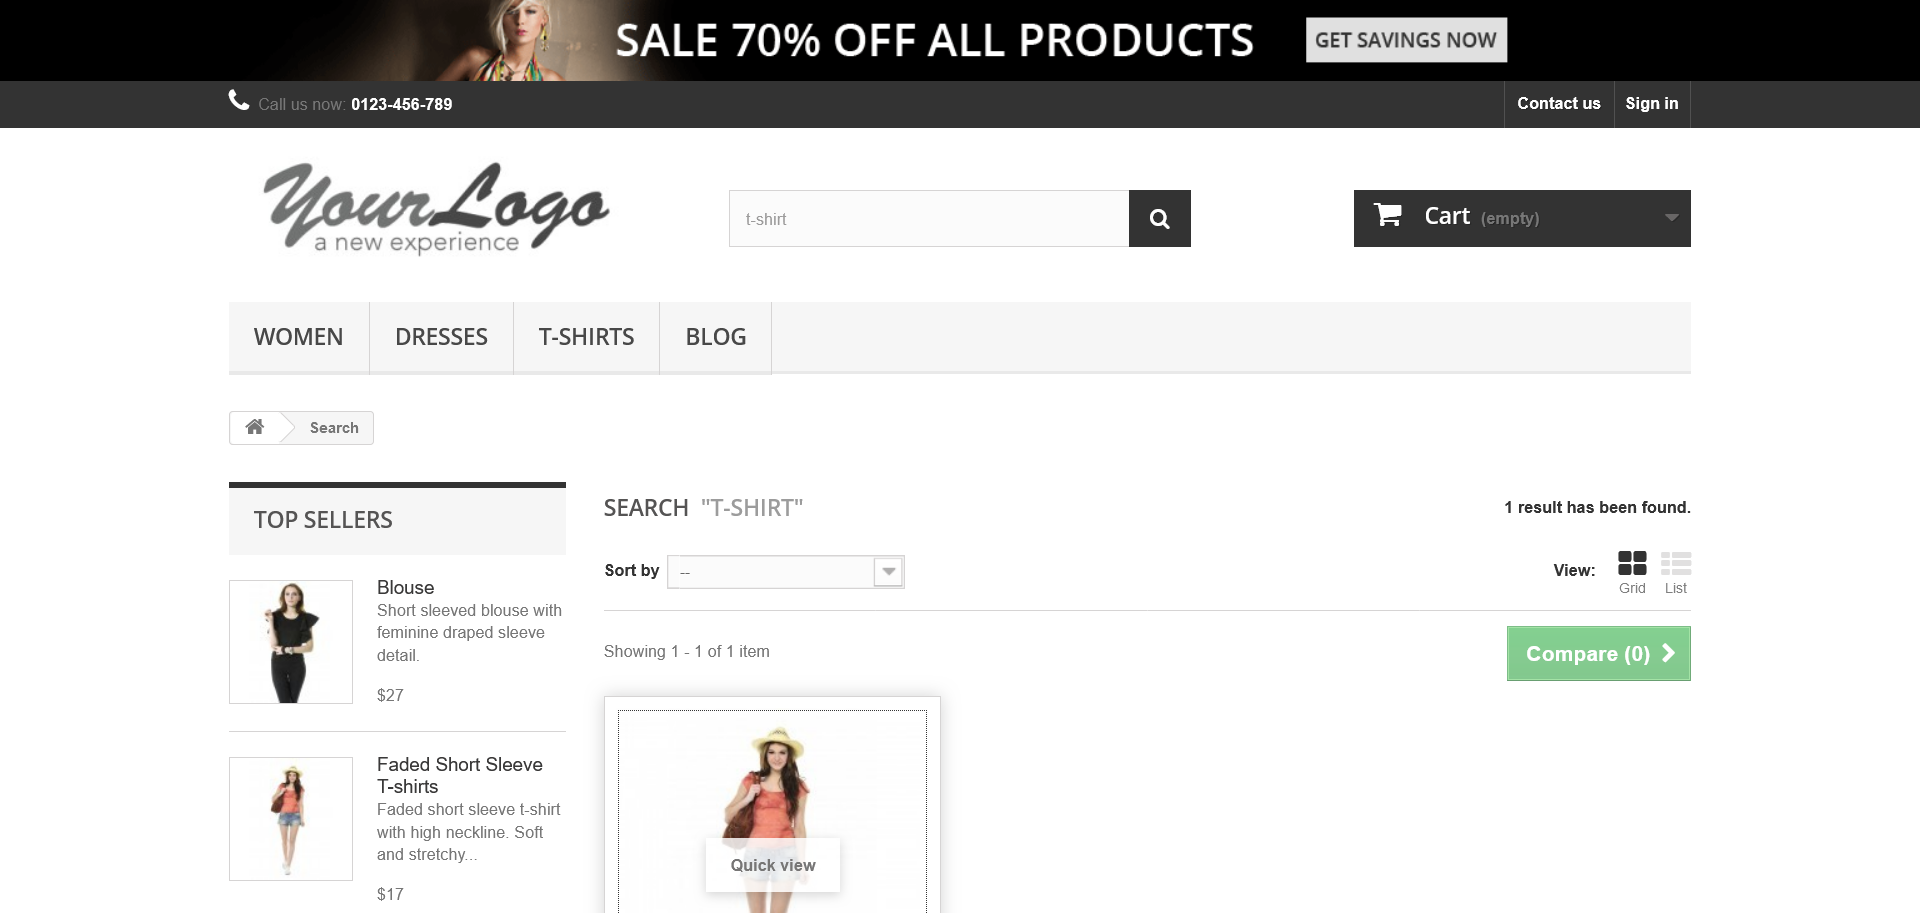 SALE 70% OFF ALL PRODUCTS
GET SAVINGS NOW
Call us now: 0123-456-789
Contact us
Sign in
YourLogo
a new experience
t-shirt
Cart (empty)
WOMEN
DRESSES
T-SHIRTS
BLOG
Search
TOP SELLERS
Blouse
Short sleeved blouse with
feminine draped sleeve
detail.
$27
Faded Short Sleeve
T-shirts
Faded short sleeve t-shirt
with high neckline. Soft
and stretchy...
$17
SEARCH "T-SHIRT"
1 result has been found.
Sort by
--
View:
Grid
List
Showing 1 - 1 of 1 item
Compare (0)
Quick view